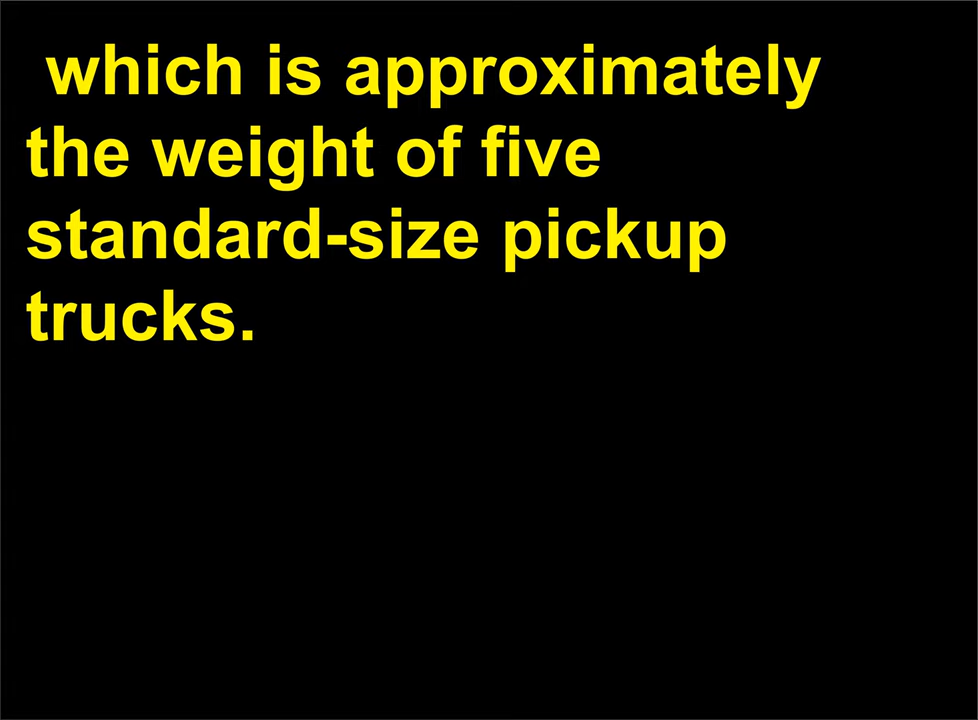 which is approximately
the weight of five
standard-size pickup
trucks.